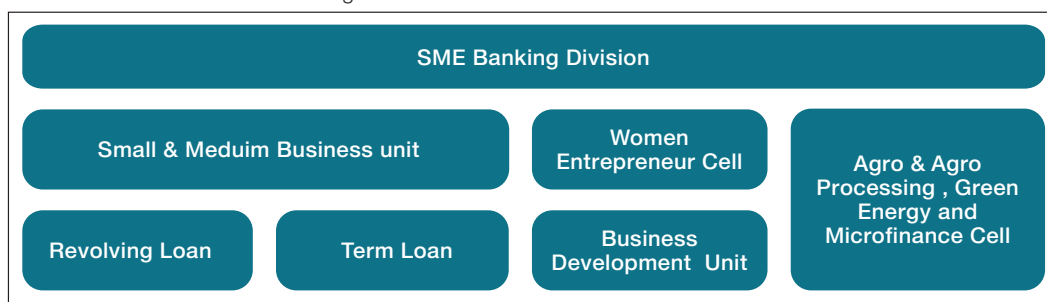 SME Banking Division
Small & Meduim Business unit
Women
Entrepreneur Cell
Agro & Agro
Processing , Green
Energy and
Microfinance Cell
Revolving Loan
Term Loan
Business
Development Unit